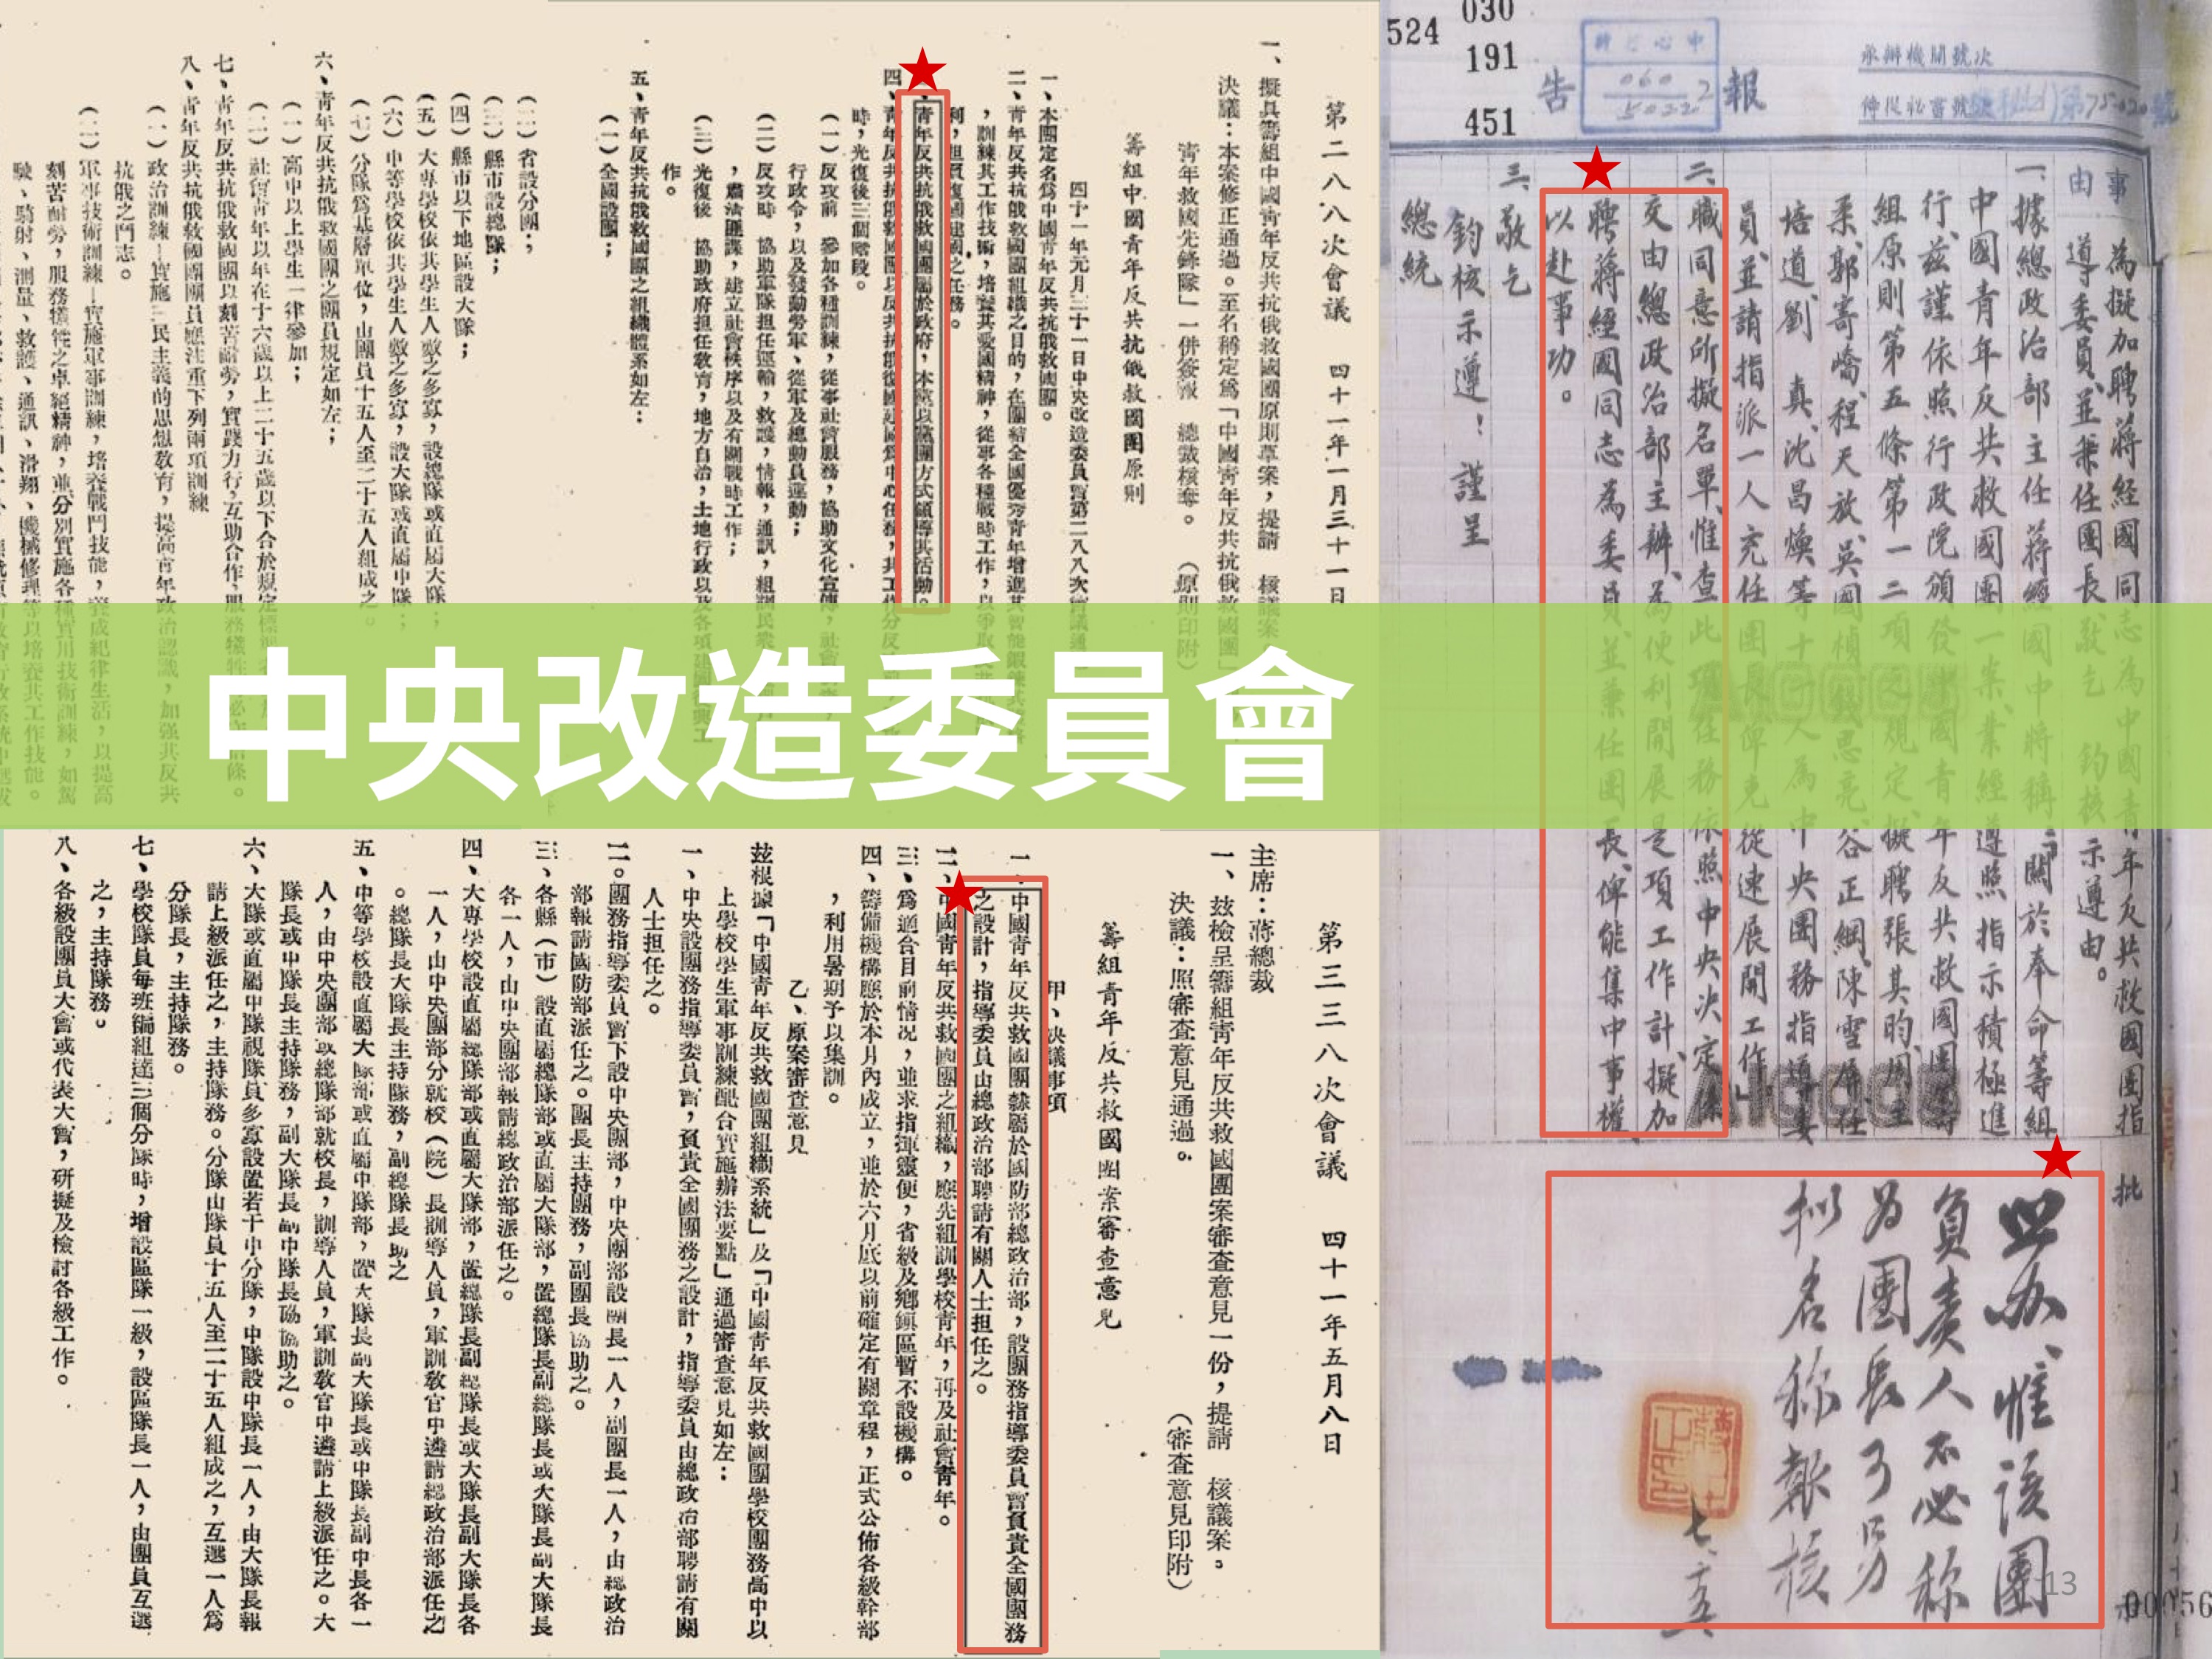 中央改造委員會
第二八八次會議 四十一年一月三十一日
一、擬具籌組中國青年反共抗俄救國團原則草案，提請 核議案
決議：本案修正通過。至名稱定爲「中國青年反共抗俄救國團」
青年救國先鋒隊」一併簽報 總裁核奪。 （原則印附）
籌組中國青年反共抗俄救國團原則
四十一年元月三十一日中央改造委員會第二八八次會議通
一、本團定名爲中國青年反共抗俄救國團。
二、青年反共抗俄救國團組織之目的，在團結全國優秀青年增進其智能鍛鍊其
，訓練其工作技術，培養其愛國精神，從事各種戰時工作，以爭取
利，担負復國建國之任務。
青年反共抗俄救國團屬於政府，本黨以黨團方式領導其活動。
四、青年反共抗俄救國團以反共抗俄復國建國爲中心任務，其工作分反
時，光復後三個階段。
（一）反攻前 參加各種訓練，從事社會服務，協助文化宣傳，社會
行政令，以及發動勞軍、從軍及總動員運動；
（二）反攻時 協助軍隊担任運輸，救護，情報，通訊，組訓民衆
，肅清匪諜，建立社會秩序以及有關戰時工作；
（三）光復後 協助政府担任教育，地方自治，土地行政以及各項建國復興工
作。
五、青年反共抗俄救國團之組織體系如左：
（一）全國設團；
（二）省設分團；
（三）縣市設總隊；
（四）縣市以下地區設大隊；
（五）大專學校依共學生人數之多寡，設總隊或直屬大隊；
（六）中等學校依共學生人數之多寡，設大隊或直屬中隊；
（七）分隊爲基層單位，由團員十五人至二十五人組成之。
六、青年反共抗俄救國團之團員規定如左；
（一）高中以上學生一律參加；
（二）社會青年以年在十六歲以上二十五歲以下合於規定標
七、青年反共抗俄救國團以刻苦耐勞，實踐力行，互助合作，服務犧牲 條。
八、青年反共抗俄救國團團員應注重下列兩項訓練
（一）政治訓練—實施三民主義的思想教育，提高青年政治認識，加强其反共
抗俄之鬥志。
（二）軍事技術訓練—實施軍事訓練，培養戰鬥技能，養成紀律生活，以提高
刻苦耐勞，服務犧牲之卓絕精神，並分別實施各種實用技術訓練，如駕
駛、騎射、測量、救護、通訊、滑翔、機械修理等以培養共工作技能。
第三三八次會議 四十一年五月八日
主席：蔣總裁
一、茲檢呈籌組青年反共救國團案審查意見一份，提請 核議案。
決議：照審查意見通過。 （審查意見印附）
籌組青年反共救國團案審查意見
甲、決議事項
一、中國青年反共救國團隸屬於國防部總政治部，設團務指導委員會負責全國團務
之設計，指導委員由總政治部聘請有關人士担任之。
二、中國青年反共救國團之組織，應先組訓學校青年，再及社會青年。
三、爲適合目前情況，並求指揮靈便，省級及鄉鎮區暫不設機構。
四、籌備機構應於本月內成立，並於六月底以前確定有關章程，正式公佈各級幹部
，利用暑期予以集訓。
乙、原案審查意見
茲根據「中國青年反共救國團組織系統」及「中國青年反共救國團學校團務高中以
上學校學生軍事訓練配合實施辦法要點」通過審查意見如左：
一、中央設團務指導委員會，負責全國團務之設計，指導委員由總政治部聘請有關
人士担任之。
二。團務指導委員會下設中央團部，中央團部設團長一人，副團長一人，由總政治
部報請國防部派任之。團長主持團務，副團長協助之。
三、各縣（市）設直屬總隊部或直屬大隊部，置總隊長副總隊長或大隊長副大隊長
各一人，由中央團部報請總政治部派任之。
四、大專學校設直屬總隊部或直屬大隊部，置總隊長副總隊長或大隊長副大隊長各
一人，由中央團部分就校（院）長訓導人員，軍訓教官中遴請總政治部派任之
。總隊長大隊長主持隊務，副總隊長助之
五、中等學校設直屬大隊部或直屬中隊部，置大隊長副大隊長或中隊長副中長各一
人，由中央團部或總隊部就校長，訓導人員，軍訓教官中遴請上級派任之。大
隊長或中隊長主持隊務，副大隊長副中隊長協助之。
六、大隊或直屬中隊視隊員多寡設置若干中分隊，中隊設中隊長一人，由大隊長報
請上級派任之，主持隊務。分隊由隊員十五人至二十五人組成之，互選一人爲
分隊長，主持隊務。
七、學校隊員每班編組達三個分隊時，增設區隊一級，設區隊長一人，由團員互選
之，主持隊務。
八、各級設團員大會或代表大會，研擬及檢討各級工作。
524
030
191
451
報告
承辦機關號次
侍從祕書號次
事由
為擬加聘蔣經國同志為中國青年反共救國團指
導委員並兼任團長，敬乞 鈞核示遵由。
一、據總政治部主任蔣經國中將稱：「關於奉命籌組
中國青年反共救國團一案，業經遵照指示積極進
行，茲謹依照行政院頒發中國青年反共救國團籌
組原則第五條第一二項之規定，擬聘張其昀、周至
柔、郭寄嶠、程天放、吳國楨、錢思亮、谷正綱、陳雪屏、任
培道、劉 真、沈昌煥等十一人為中央團務指導委
員，並請指派一人充任團長，俾克從速展開工作」
二、職同意所擬名單，惟查此項任務依照中央決定係
交由總政治部主辦，為便利開展是項工作計，擬加
聘蔣經國同志為委員並兼任團長，俾能集中事權
以赴事功。
三、敬乞
鈞核示遵！ 謹呈
總統
批示
照办、惟該團
負責人不必称
為團長可另
拟名称報核
七、十五
13